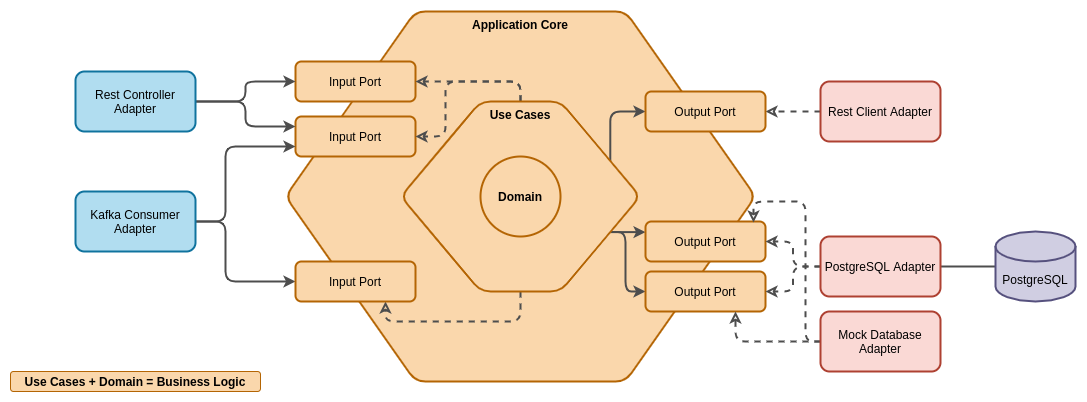 Application Core
Input Port
Rest Controller
Adapter
Output Port
Rest Client Adapter
Use Cases
Input Port
Domain
Kafka Consumer
Adapter
Output Port
PostgreSQL Adapter
PostgreSQL
Input Port
Output Port
Mock Database
Adapter
Use Cases + Domain = Business Logic